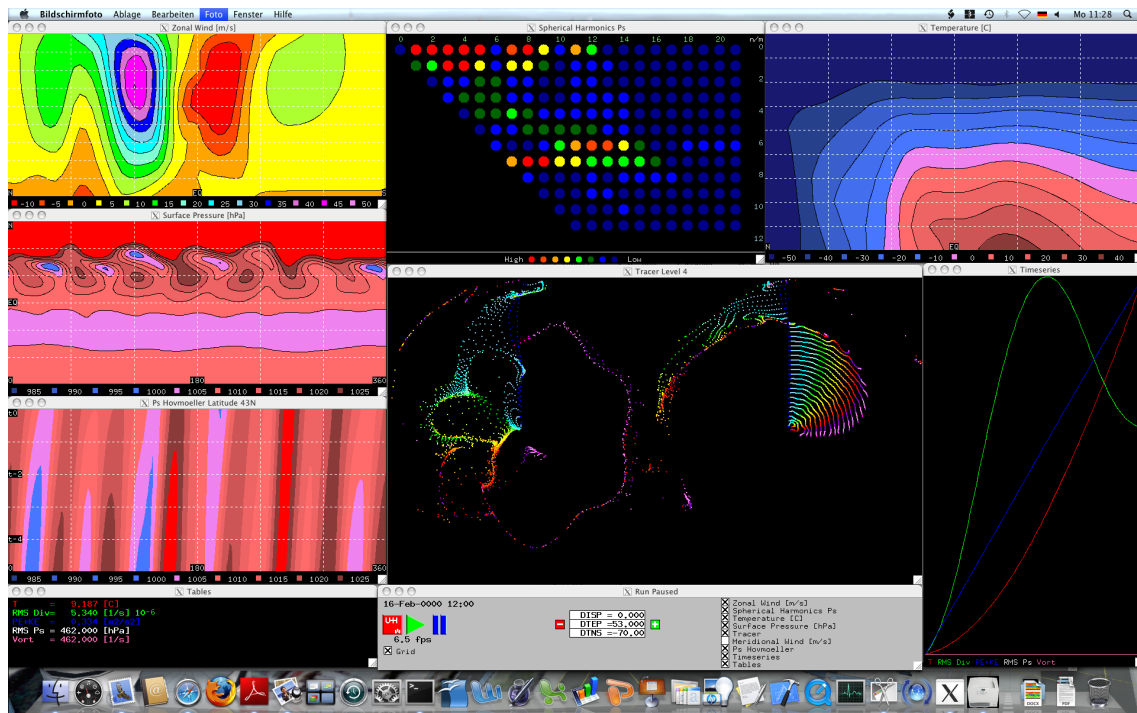 Bildschirmfoto Ablage Bearbeiten Foto Fenster Hilfe Mo 11:28
Zonal Wind [m/s]
N EQ S
-10 -5 0 5 10 15 20 25 30 35 40 45 50
Spherical Harmonics Ps
0 2 4 6 8 10 12 14 16 18 20 n/m
0
2
4
6
8
10
12
High Low
Temperature [C]
2
4
6
8
10
12
N EQ
-50 -40 -30 -20 -10 0 10 20 30 40
Surface Pressure [hPa]
N
EQ
0 180 360
985 990 995 1000 1005 1010 1015 1020 1025
Ps Hovmoeller Latitude 43N
t0
t-2
t-4
0 180 360
985 990 995 1000 1005 1010 1015 1020 1025
Tracer Level 4
Timeseries
T RMS Div RMS Ps Vort
Tables
T = 9.187 [C]
RMS Div= 5.340 [1/s] 10-6
RMS Ps = 462.000 [hPa]
Vort = 462.000 [1/s]
Run Paused
16-Feb-0000 12:00
UH
6.5 fps
Grid
DISP = 0.000
DTEP =53.000
DTNS =-70.00
Zonal Wind [m/s]
Spherical Harmonics Ps
Temperature [C]
Surface Pressure [hPa]
Tracer
Meridional Wind [m/s]
Ps Hovmoeller
Timeseries
Tables
DOCX
PDF